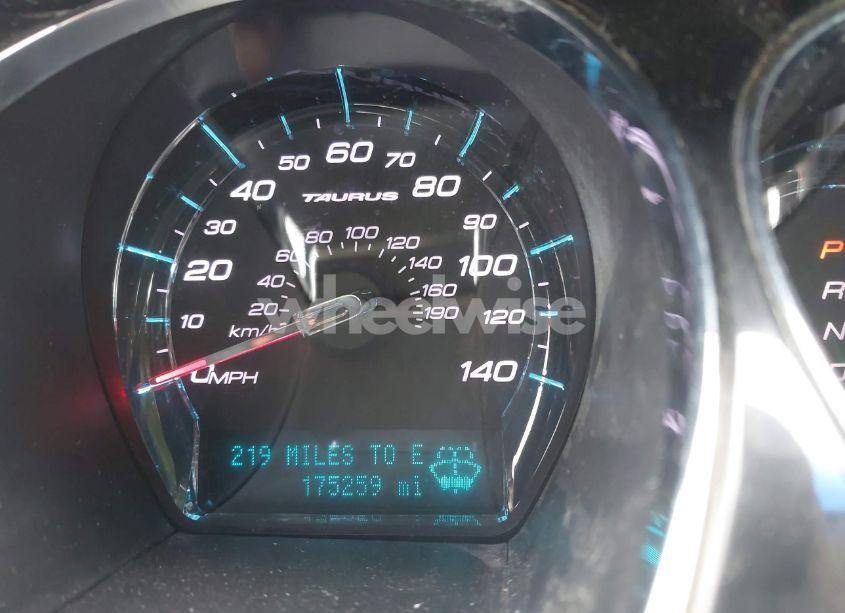 60
50 70
40 TAURUS 80
30 80 100 120 90
20 60 140 100
40 160
10 20 190 120
km/h
0 MPH 140
219 MILES TO E
175259 mi
P
R
N
wheelwise